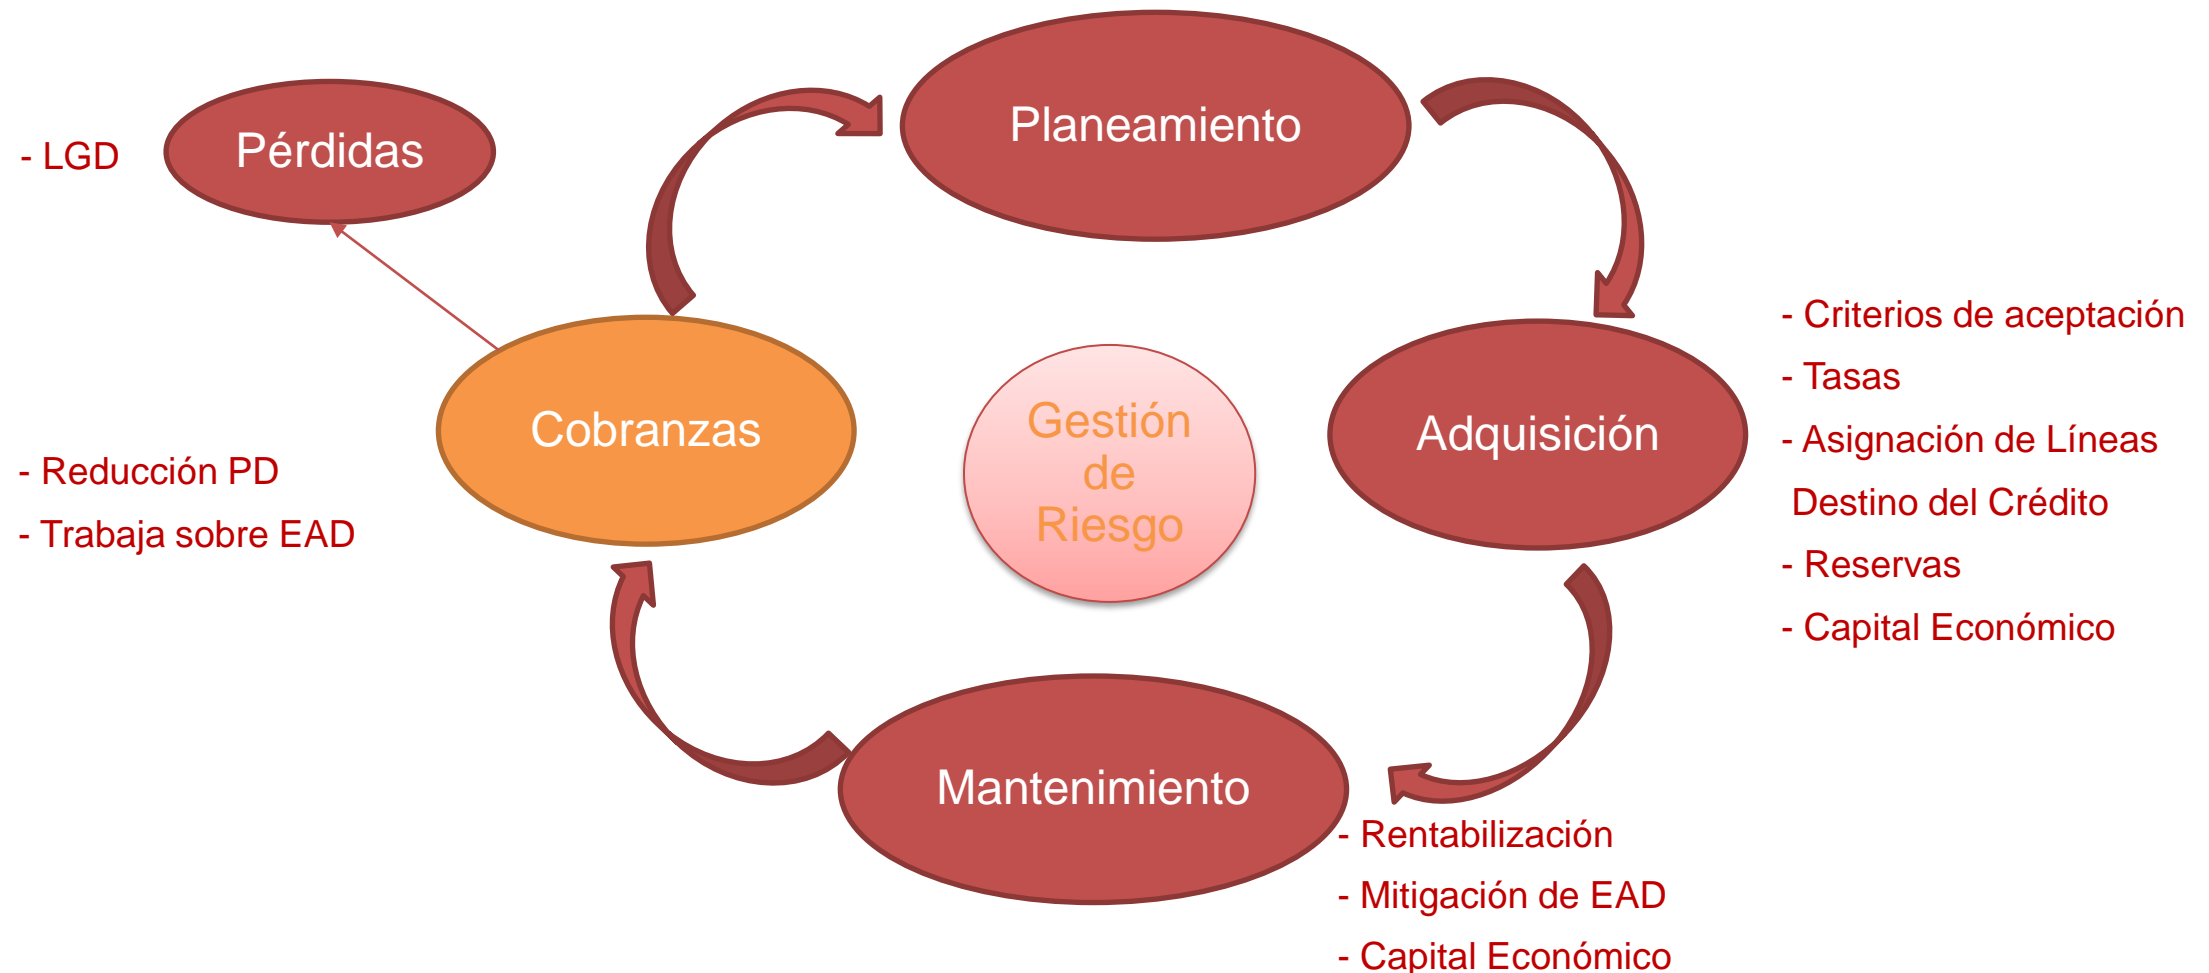 Planeamiento
Pérdidas
- LGD
- Criterios de aceptación
- Tasas
- Asignación de Líneas
Destino del Crédito
- Reservas
- Capital Económico
Cobranzas
Gestión
de
Riesgo
Adquisición
- Reducción PD
- Trabaja sobre EAD
Mantenimiento
- Rentabilización
- Mitigación de EAD
- Capital Económico